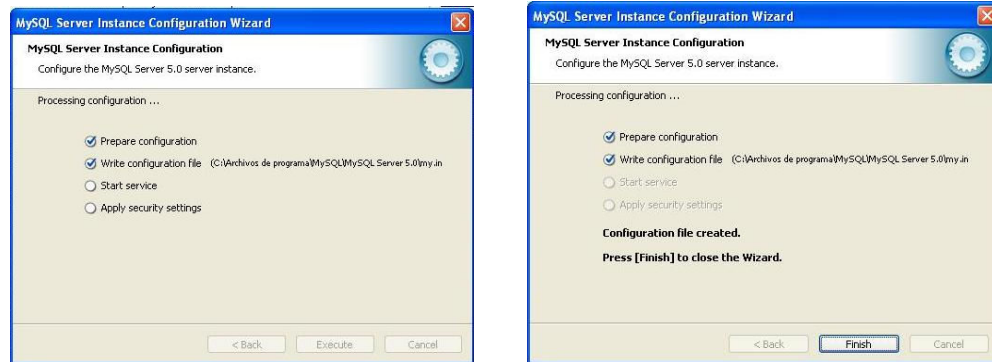 MySQL Server Instance Configuration Wizard
MySQL Server Instance Configuration
Configure the MySQL Server 5.0 server instance.
Processing configuration ...
Prepare configuration
Write configuration file (C:\Archivos de programa\MySQL\MySQL Server 5.0\my.in
Start service
Apply security settings
< Back Execute Cancel
MySQL Server Instance Configuration Wizard
MySQL Server Instance Configuration
Configure the MySQL Server 5.0 server instance.
Processing configuration ...
Prepare configuration
Write configuration file (C:\Archivos de programa\MySQL\MySQL Server 5.0\my.in
Start service
Apply security settings
Configuration file created.
Press [Finish] to close the Wizard.
< Back Finish Cancel